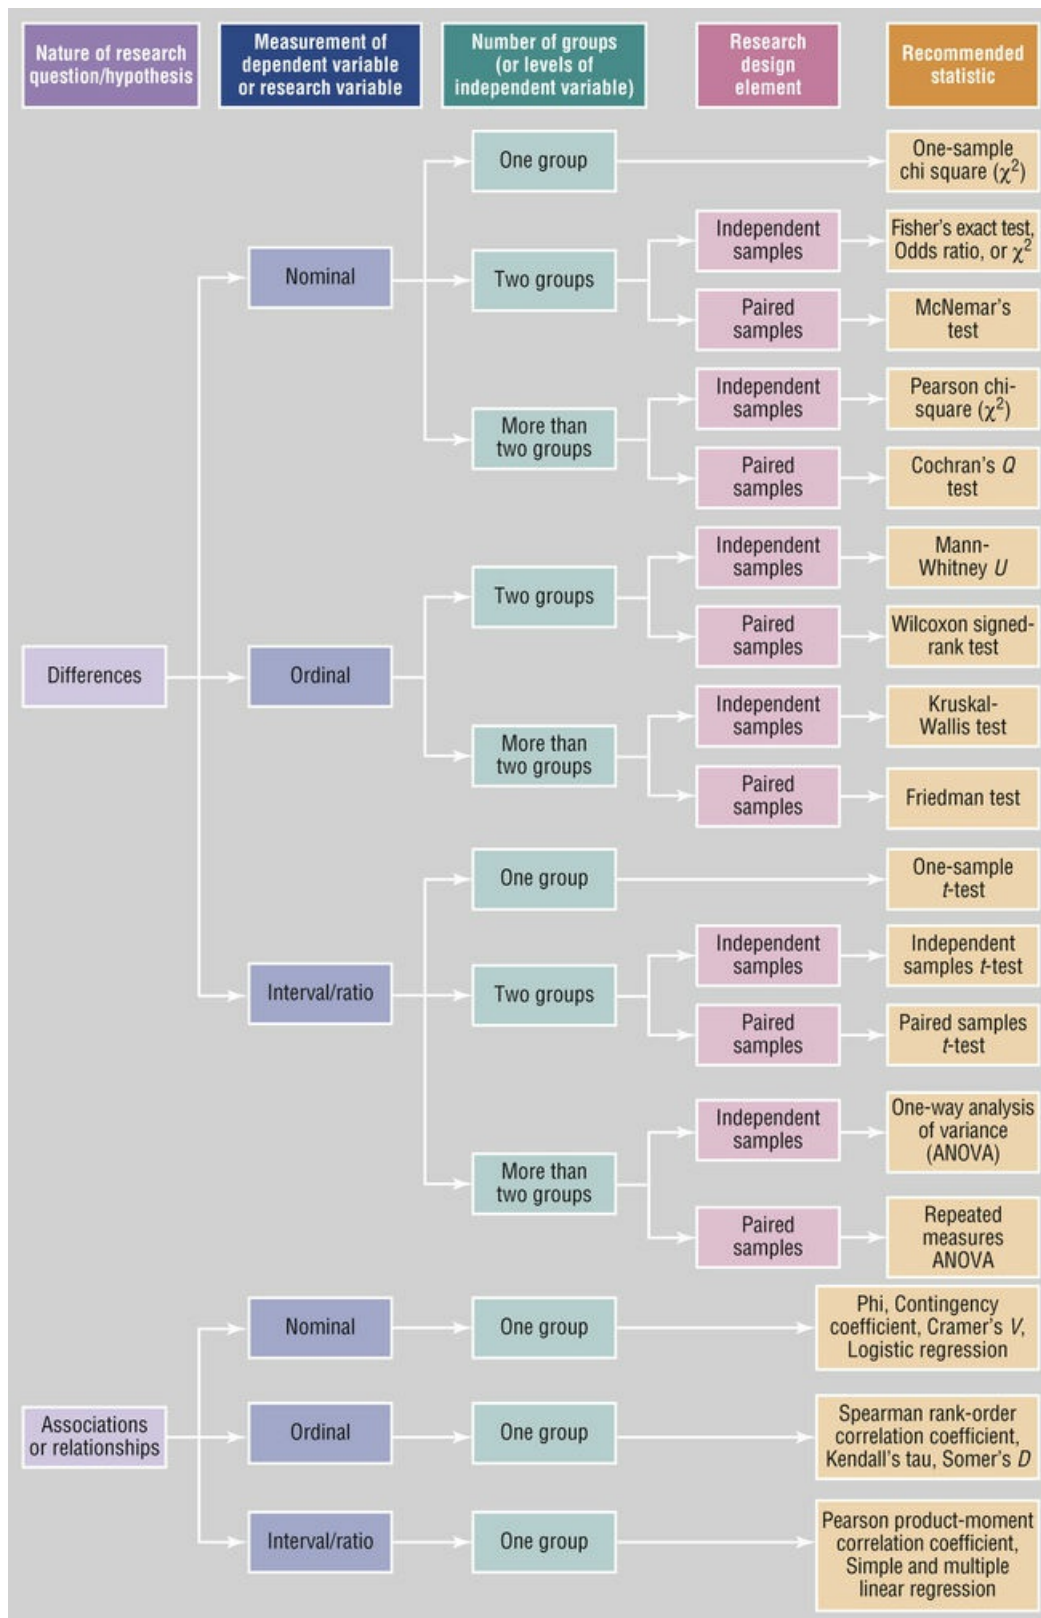 Nature of research
question/hypothesis
Measurement of
dependent variable
or research variable
Number of groups
(or levels of
independent variable)
Research
design
element
Recommended
statistic
One group
One-sample
chi square (χ²)
Nominal
Two groups
Independent
samples
Fisher's exact test,
Odds ratio, or χ²
Paired
samples
McNemar's
test
More than
two groups
Independent
samples
Pearson chi-
square (χ²)
Paired
samples
Cochran's Q
test
Differences
Ordinal
Two groups
Independent
samples
Mann-
Whitney U
Paired
samples
Wilcoxon signed-
rank test
More than
two groups
Independent
samples
Kruskal-
Wallis test
Paired
samples
Friedman test
Interval/ratio
One group
One-sample
t-test
Two groups
Independent
samples
Independent
samples t-test
Paired
samples
Paired samples
t-test
More than
two groups
Independent
samples
One-way analysis
of variance
(ANOVA)
Paired
samples
Repeated
measures
ANOVA
Associations
or relationships
Nominal
One group
Phi, Contingency
coefficient, Cramer's V,
Logistic regression
Ordinal
One group
Spearman rank-order
correlation coefficient,
Kendall's tau, Somer's D
Interval/ratio
One group
Pearson product-moment
correlation coefficient,
Simple and multiple
linear regression